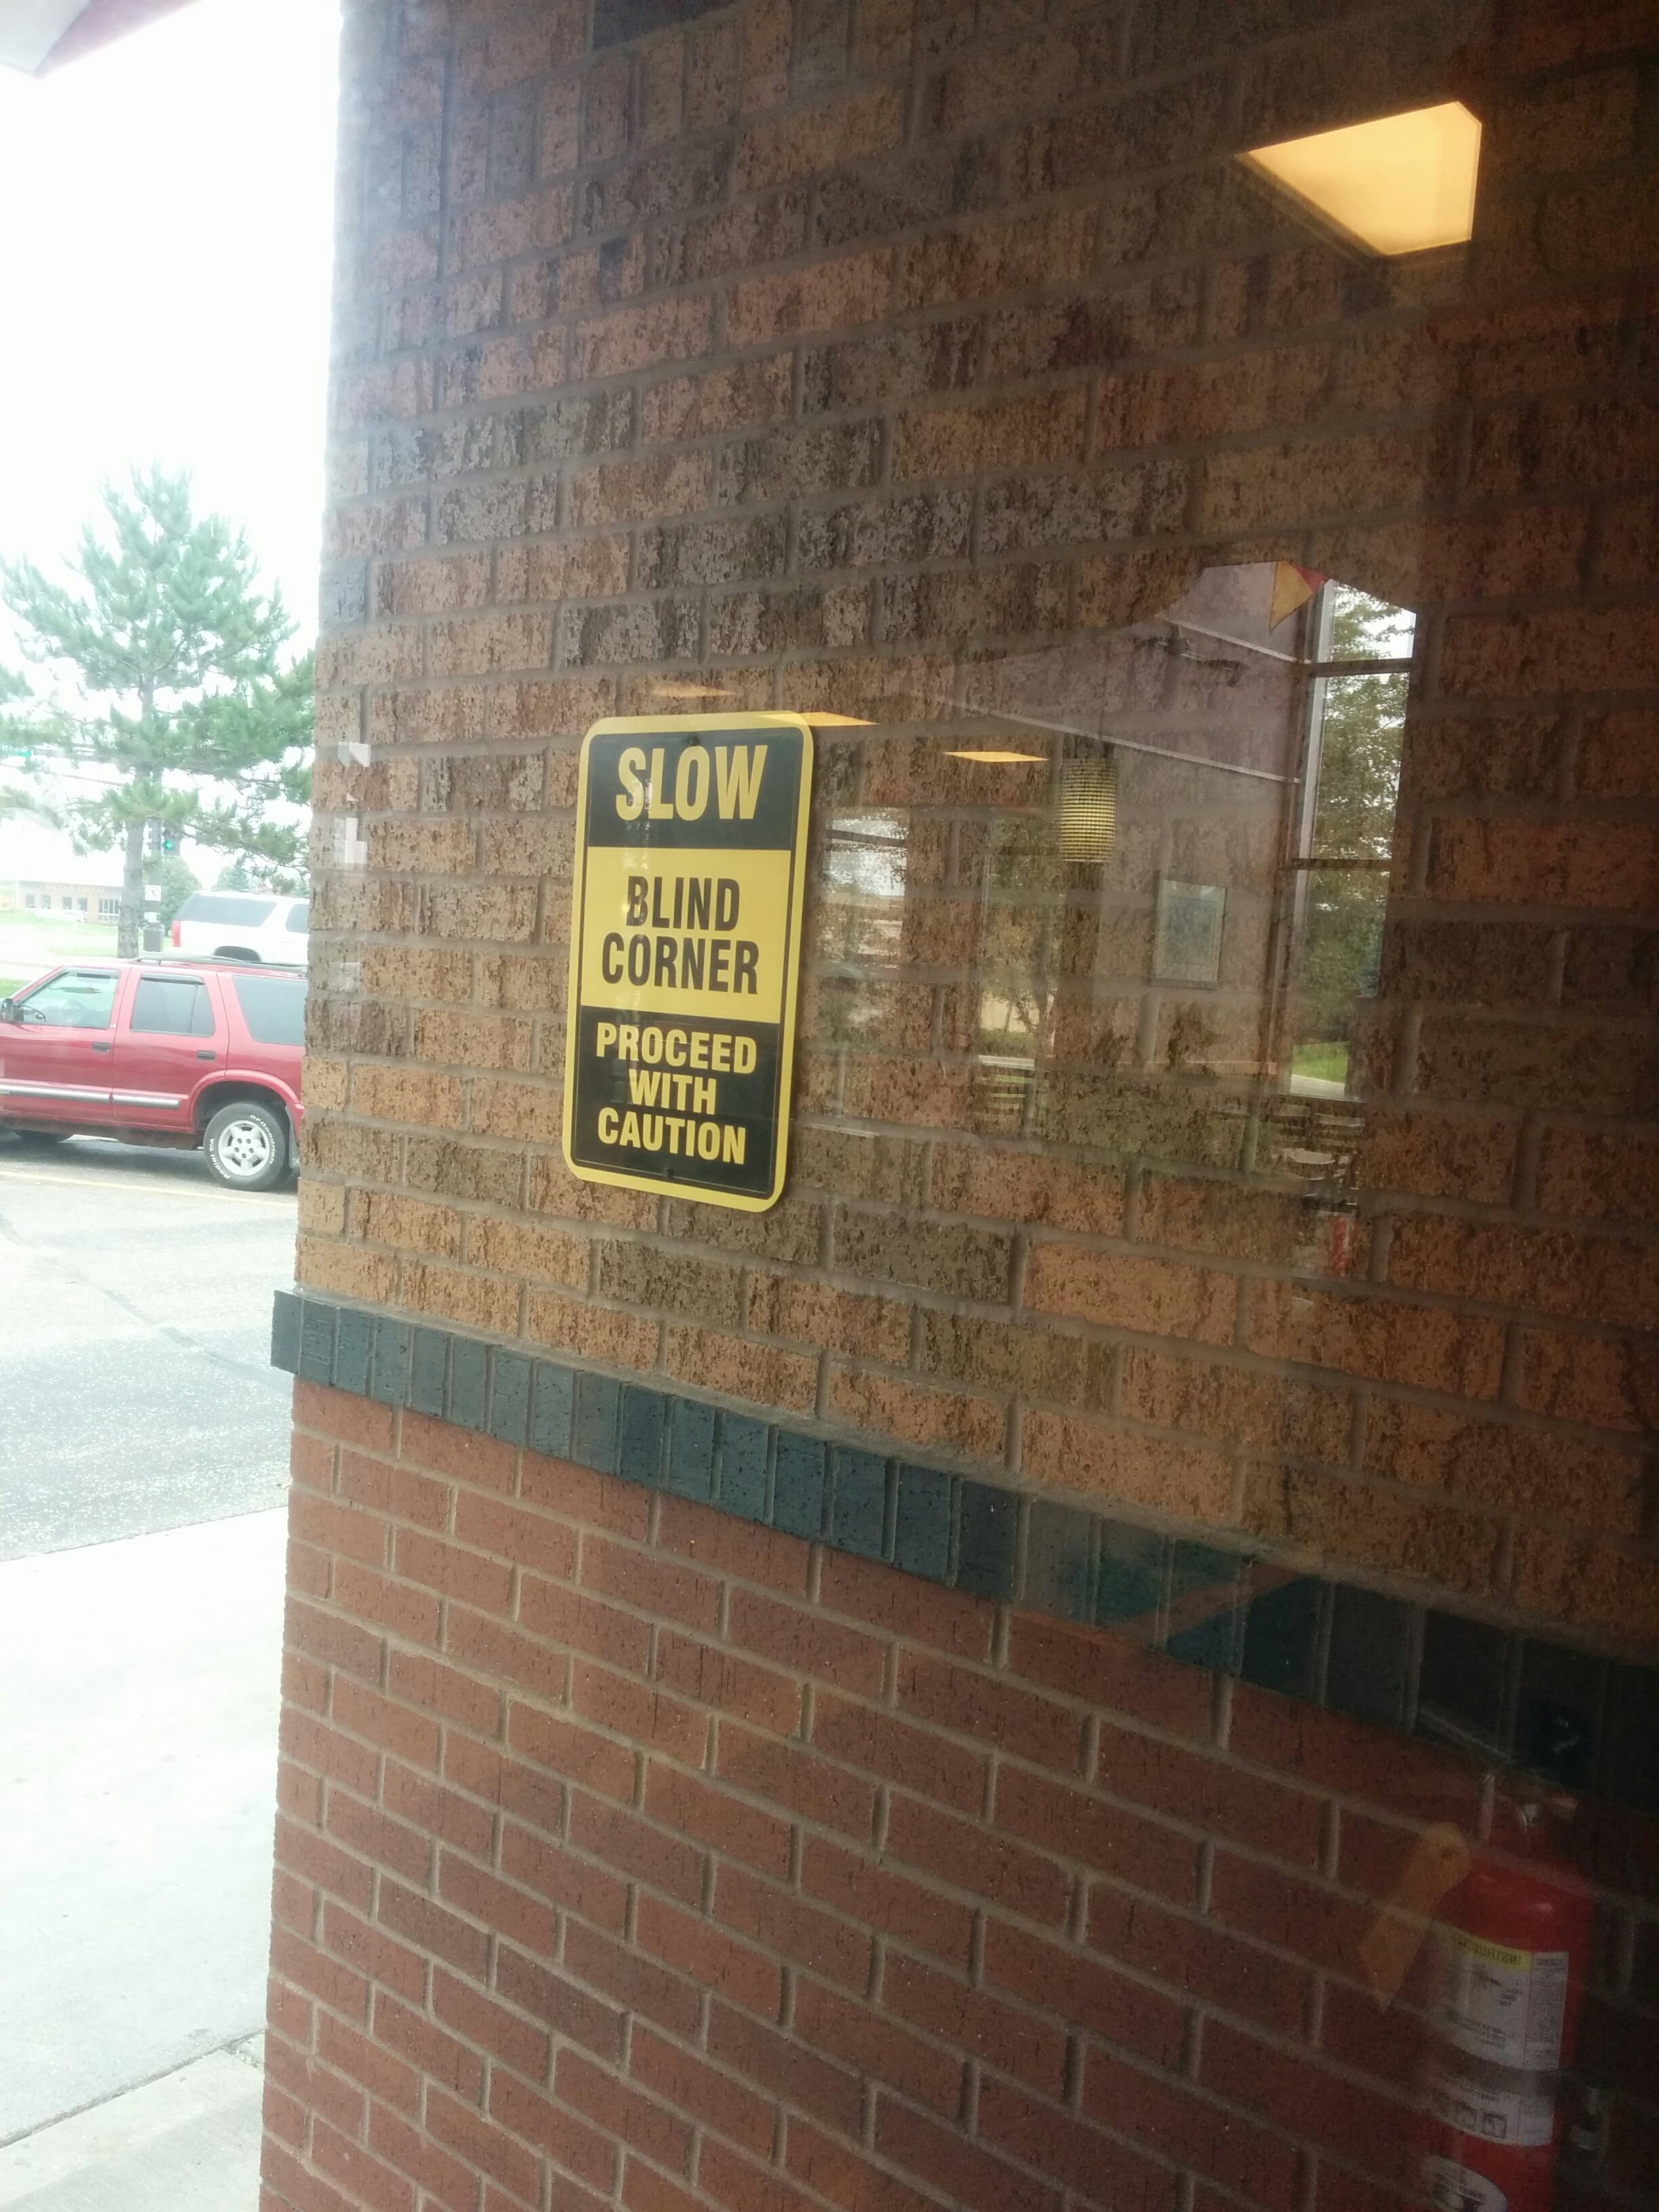 SLOW
BLIND
CORNER
PROCEED
WITH
CAUTION